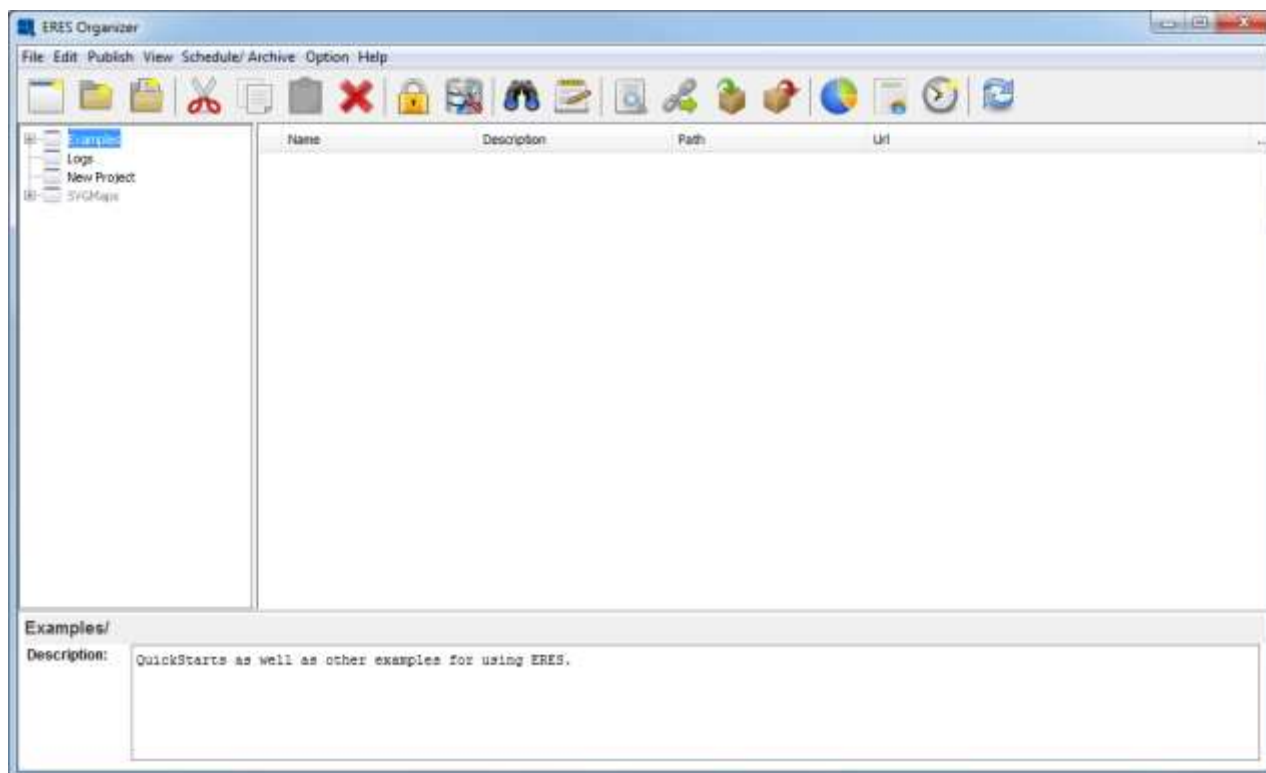 ERES Organizer
File Edit Publish View Schedule/ Archive Option Help
Name Description Path Url ...
Examples
Logs
New Project
SVGMaps
Examples/
Description: QuickStarts as well as other examples for using ERES.